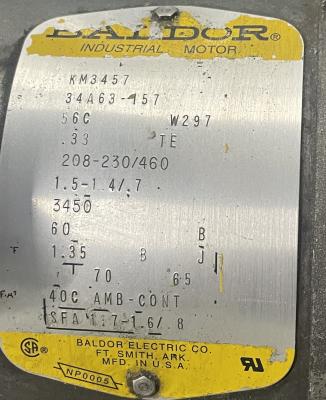 BALDOR®
INDUSTRIAL MOTOR
KM3457
34A63-157
56C W297
.33 TE
208-230/460
1.5-1.4/.7
3450
60 B
1.35 B J
70 65
40C AMB-CONT
SFA 1.7-1.6/.8
BALDOR ELECTRIC CO.
FT. SMITH, ARK.
MFD. IN U.S.A.
NP0005